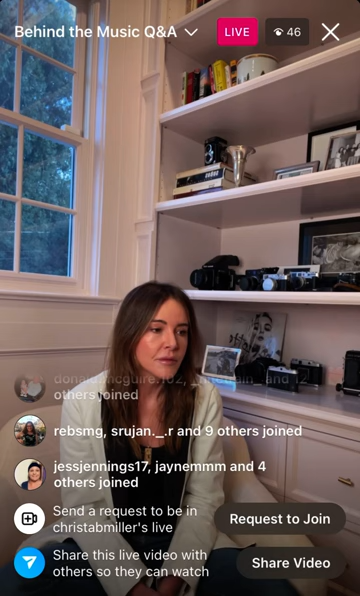 Behind the Music Q&A
LIVE
46
others joined
rebsmg, srujan._.r and 9 others joined
jessjennings17, jaynemmm and 4
others joined
Send a request to be in
christabmiller's live
Request to Join
Share this live video with
others so they can watch
Share Video